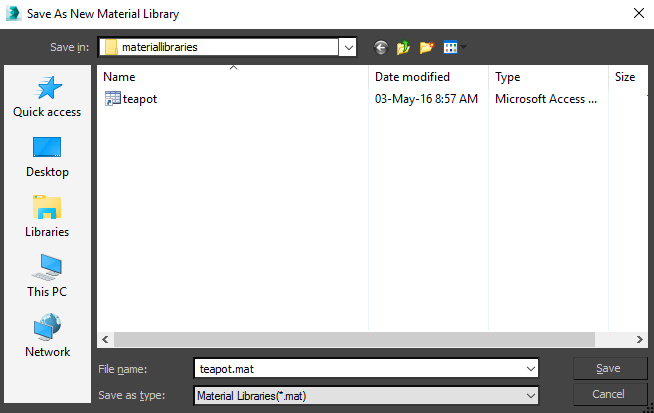 Save As New Material Library
Save in: materiallibraries
Name Date modified Type Size
teapot 03-May-16 8:57 AM Microsoft Access ...
Quick access
Desktop
Libraries
This PC
Network
File name: teapot.mat Save
Save as type: Material Libraries(*.mat) Cancel